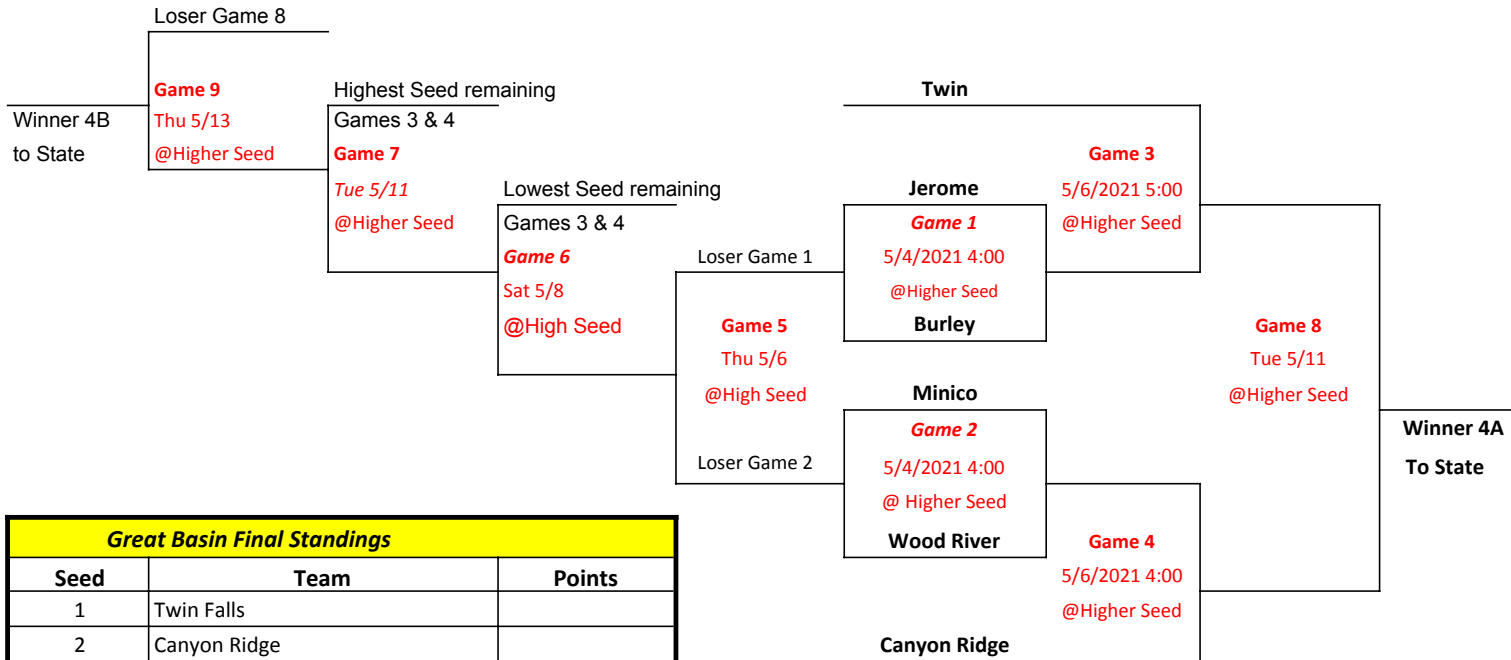 Loser Game 8
Game 9
Thu 5/13
@Higher Seed
Winner 4B
to State
Highest Seed remaining
Games 3 & 4
Game 7
Tue 5/11
@Higher Seed
Lowest Seed remaining
Games 3 & 4
Game 6
Sat 5/8
@High Seed
Loser Game 1
Game 5
Thu 5/6
@High Seed
Loser Game 2
Twin
Game 3
5/6/2021 5:00
@Higher Seed
Jerome
Game 1
5/4/2021 4:00
@Higher Seed
Burley
Minico
Game 2
5/4/2021 4:00
@ Higher Seed
Wood River
Game 4
5/6/2021 4:00
@Higher Seed
Canyon Ridge
Game 8
Tue 5/11
@Higher Seed
Winner 4A
To State
Great Basin Final Standings
Seed Team Points
1 Twin Falls
2 Canyon Ridge